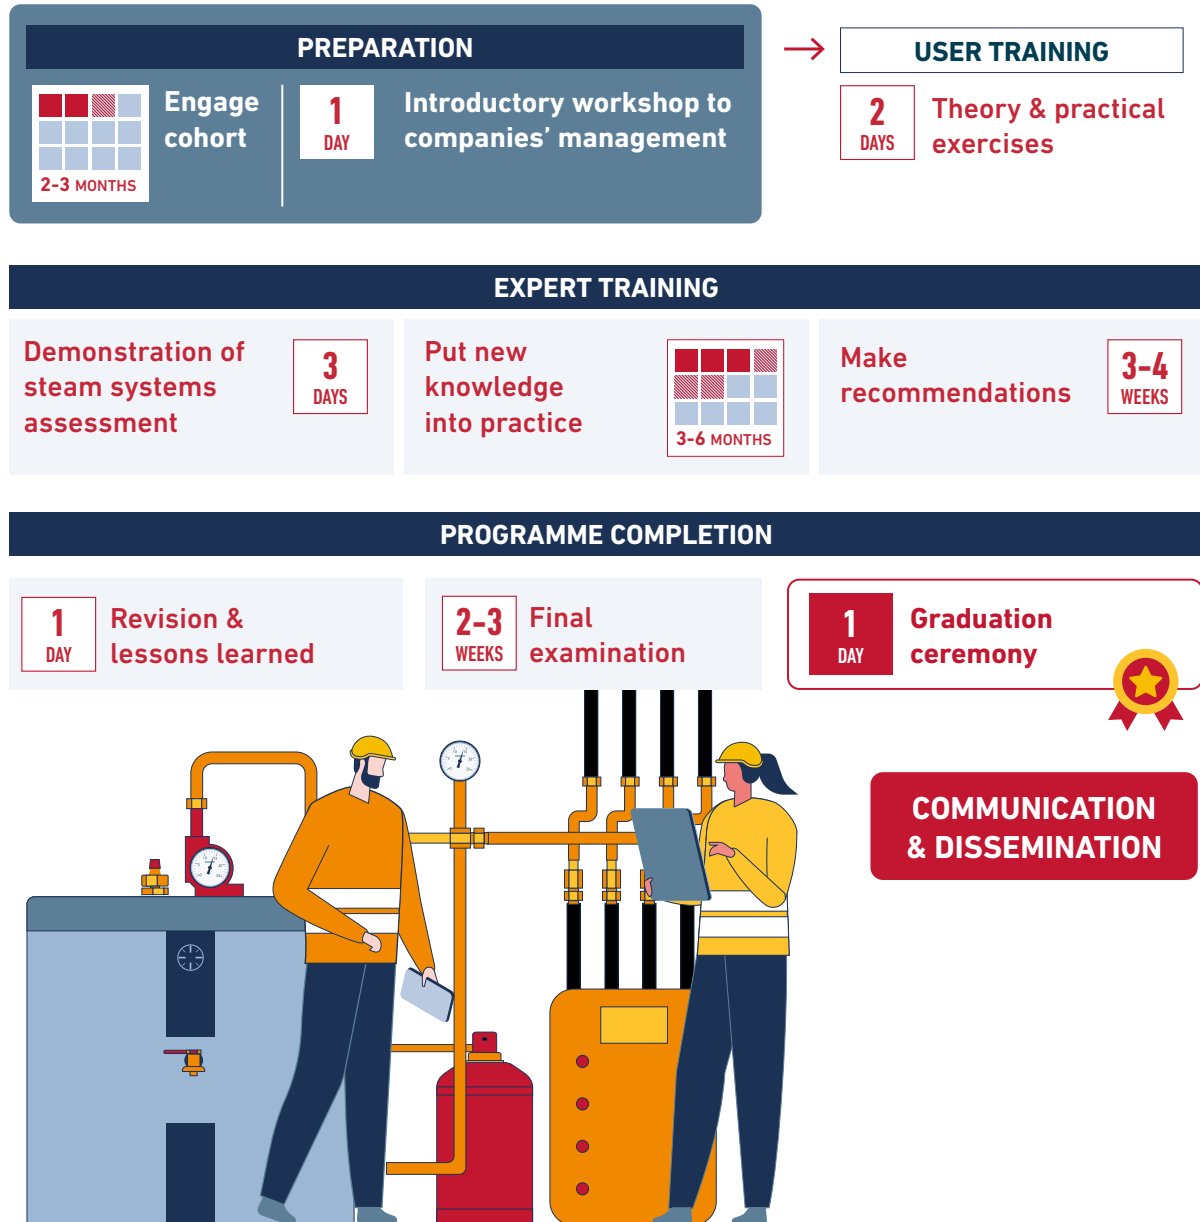 PREPARATION
2-3 MONTHS
Engage
cohort
1
DAY
Introductory workshop to
companies’ management
USER TRAINING
2
DAYS
Theory & practical
exercises
EXPERT TRAINING
Demonstration of
steam systems
assessment
3
DAYS
Put new
knowledge
into practice
3-6 MONTHS
Make
recommendations
3-4
WEEKS
PROGRAMME COMPLETION
1
DAY
Revision &
lessons learned
2-3
WEEKS
Final
examination
1
DAY
Graduation
ceremony
COMMUNICATION
& DISSEMINATION